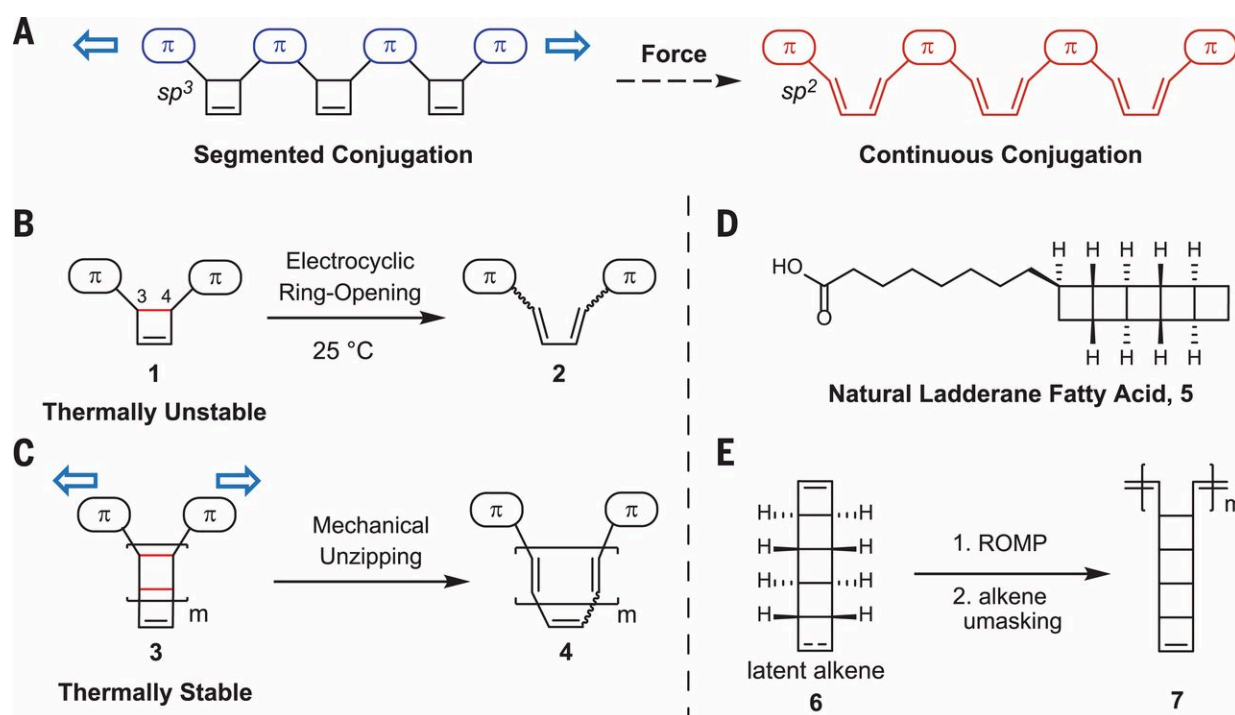 A
π π π π
sp3
Segmented Conjugation
Force
π π π π
sp2
Continuous Conjugation
B
π π
3 4
1
Thermally Unstable
Electrocyclic
Ring-Opening
25 °C
π π
2
C
π π
m
3
Thermally Stable
Mechanical
Unzipping
π π
m
4
D
HO
O
H H H H H
H H H H
Natural Ladderane Fatty Acid, 5
E
H H
H H
H H
H H
latent alkene
6
1. ROMP
2. alkene
umasking
m
7